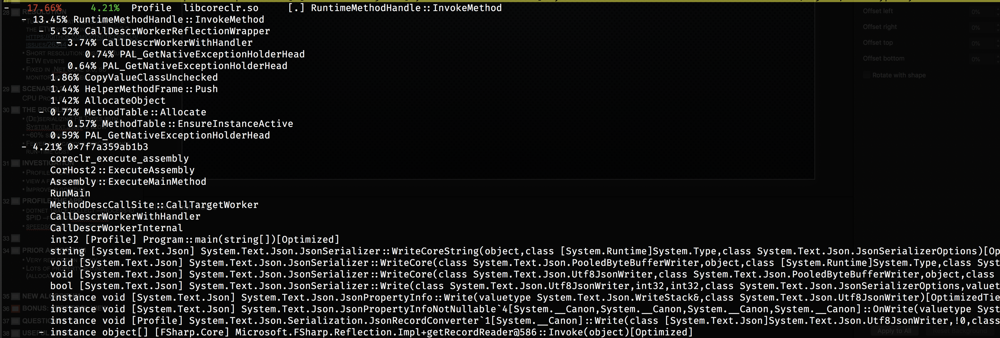 - 17.66% 4.21% Profile libcoreclr.so [.] RuntimeMethodHandle::InvokeMethod
- 13.45% RuntimeMethodHandle::InvokeMethod
- 5.52% CallDescrWorkerReflectionWrapper
- 3.74% CallDescrWorkerWithHandler
0.74% PAL_GetNativeExceptionHolderHead
0.64% PAL_GetNativeExceptionHolderHead
1.86% CopyValueClassUnchecked
1.44% HelperMethodFrame::Push
1.42% AllocateObject
- 0.72% MethodTable::Allocate
0.57% MethodTable::EnsureInstanceActive
0.59% PAL_GetNativeExceptionHolderHead
- 4.21% 0×7f7a359ab1b3
coreclr_execute_assembly
CorHost2::ExecuteAssembly
Assembly::ExecuteMainMethod
RunMain
MethodDescCallSite::CallTargetWorker
CallDescrWorkerWithHandler
CallDescrWorkerInternal
int32 [Profile] Program::main(string[])[Optimized]
string [System.Text.Json] System.Text.Json.JsonSerializer::WriteCoreString(object,class [System.Runtime]System.Type,class System.Text.Json.JsonSerializerOptions)[Op
void [System.Text.Json] System.Text.Json.JsonSerializer::WriteCore(class System.Text.Json.PooledByteBufferWriter,object,class [System.Runtime]System.Type,class Syst
void [System.Text.Json] System.Text.Json.JsonSerializer::WriteCore(class System.Text.Json.Utf8JsonWriter,class System.Text.Json.PooledByteBufferWriter,object,class
bool [System.Text.Json] System.Text.Json.JsonSerializer::Write(class System.Text.Json.Utf8JsonWriter,int32,int32,class System.Text.Json.JsonSerializerOptions,valuet
instance void [System.Text.Json] System.Text.Json.JsonPropertyInfo::Write(valuetype System.Text.Json.WriteStack&,class System.Text.Json.Utf8JsonWriter)[OptimizedTie
instance void [System.Text.Json] System.Text.Json.JsonPropertyInfoNotNullable`4[System.__Canon,System.__Canon,System.__Canon,System.__Canon]::OnWrite(valuetype Syst
instance void [Profile] System.Text.Json.Serialization.JsonRecordConverter`1[System.__Canon]::Write(class [System.Text.Json]System.Text.Json.Utf8JsonWriter,!0,class
- instance object[] [FSharp.Core] Microsoft.FSharp.Reflection.Impl+getRecordReader@586::Invoke(object)[Optimized]
Offset left 0%
Offset right 0%
Offset top 0%
Offset bottom 0%
Rotate with shape
Apply to All Reset Background